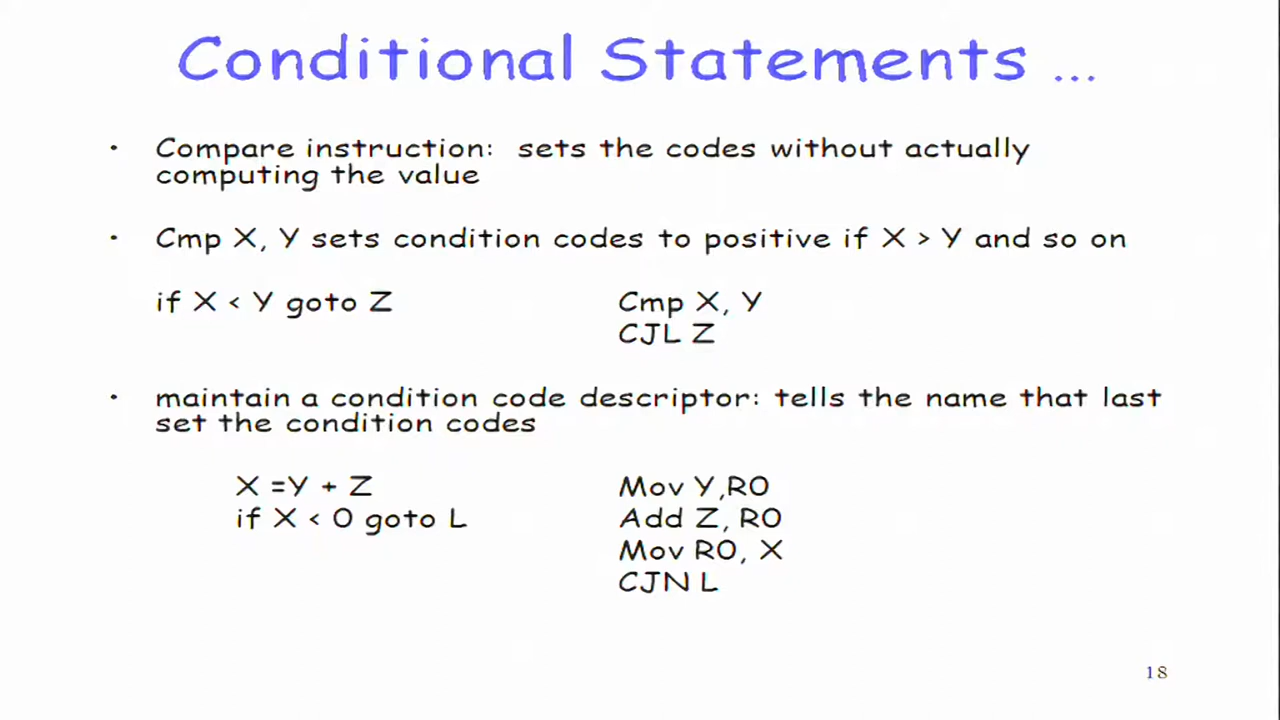 Conditional Statements ...
• Compare instruction: sets the codes without actually
computing the value
• Cmp X, Y sets condition codes to positive if X > Y and so on
if X < Y goto Z Cmp X, Y
CJL Z
• maintain a condition code descriptor: tells the name that last
set the condition codes
X =Y + Z Mov Y,R0
if X < 0 goto L Add Z, R0
Mov R0, X
CJN L
18